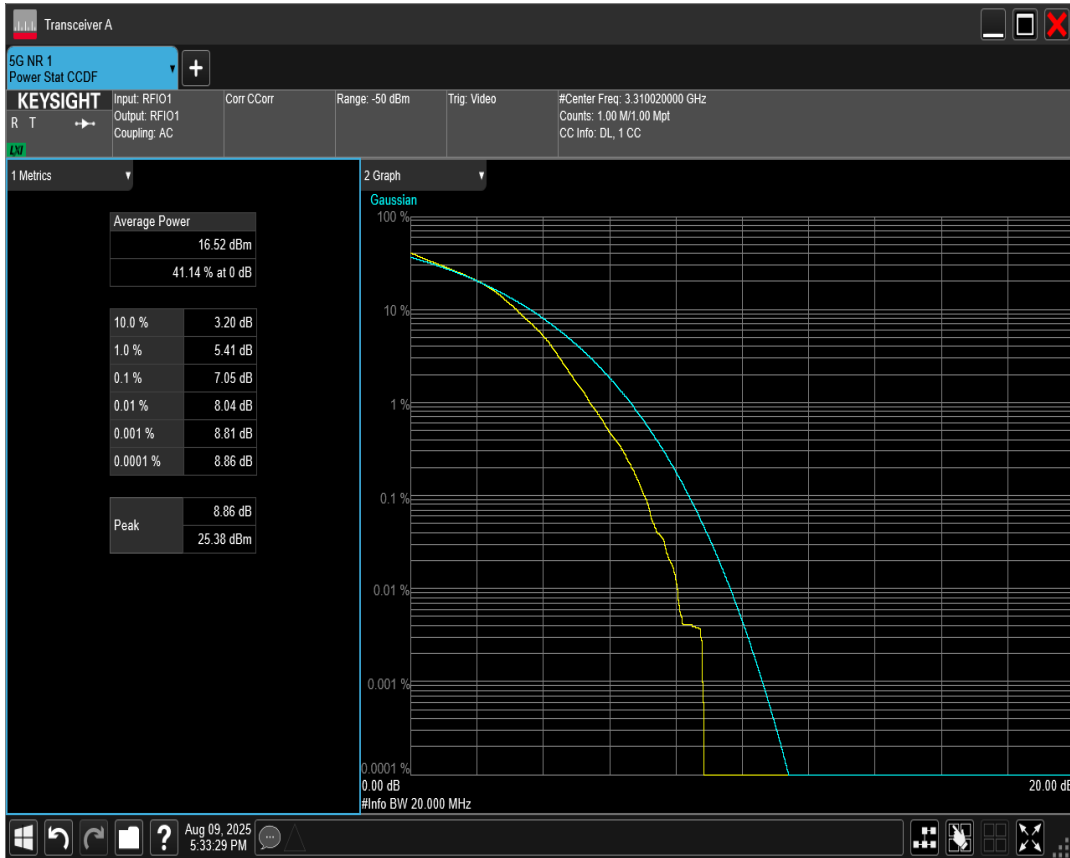 Transceiver A
5G NR 1
Power Stat CCDF
KEYSIGHT
R T
LXI
Input: RFIO1
Output: RFIO1
Coupling: AC
Corr CCorr
Range: -50 dBm
Trig: Video
#Center Freq: 3.310020000 GHz
Counts: 1.00 M/1.00 Mpt
CC Info: DL, 1 CC
1 Metrics
Average Power
16.52 dBm
41.14 % at 0 dB
10.0 % 3.20 dB
1.0 % 5.41 dB
0.1 % 7.05 dB
0.01 % 8.04 dB
0.001 % 8.81 dB
0.0001 % 8.86 dB
Peak 8.86 dB
25.38 dBm
2 Graph
Gaussian
100 %
10 %
1 %
0.1 %
0.01 %
0.001 %
0.0001 %
0.00 dB 20.00 dB
#Info BW 20.000 MHz
Aug 09, 2025
5:33:29 PM